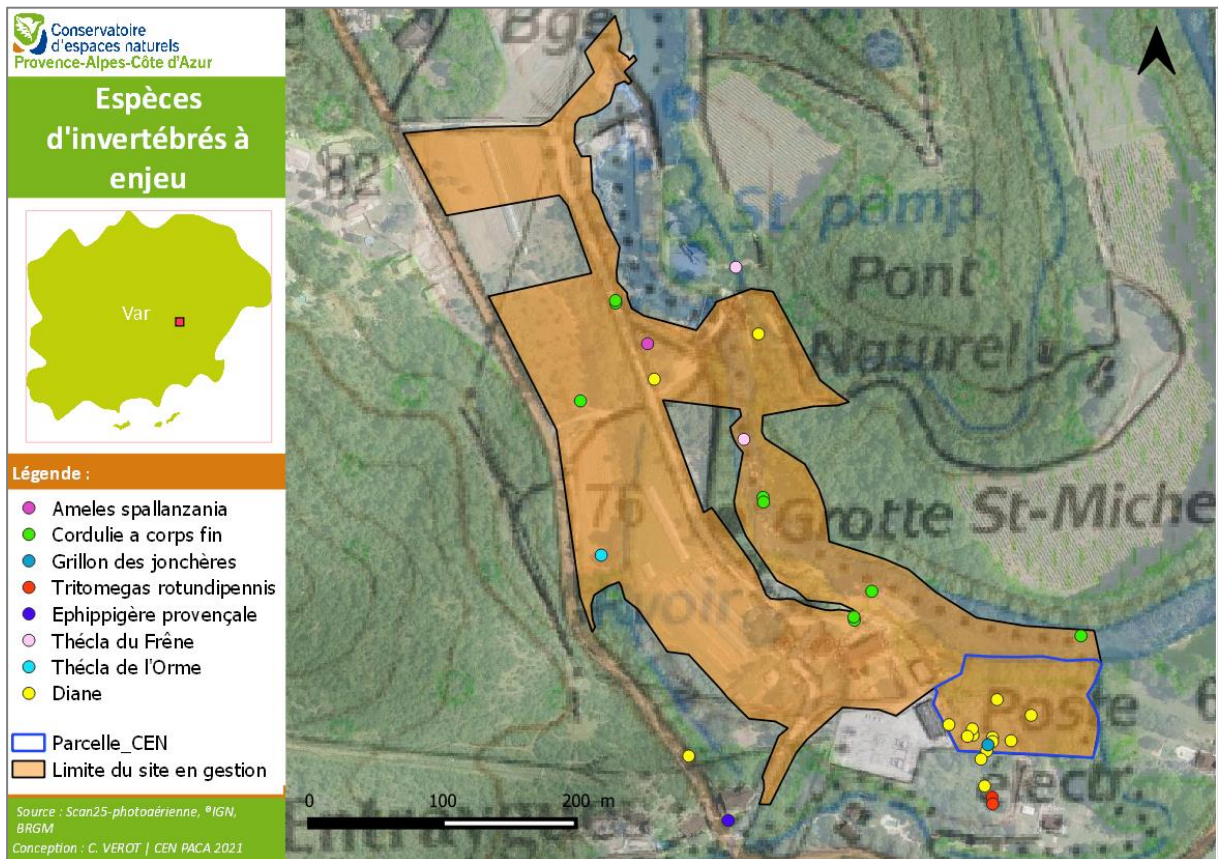 Conservatoire
d'espaces naturels
Provence-Alpes-Côte d'Azur
Espèces
d'invertébrés à
enjeu
Var
Légende :
Ameles spallanzania
Cordulie a corps fin
Grillon des jonchères
Tritomegas rotundipennis
Ephippigère provençale
Thécla du Frêne
Thécla de l'Orme
Diane
Parcelle_CEN
Limite du site en gestion
Source : Scan25-photoaérienne, ®IGN,
BRGM
Conception : C. VEROT | CEN PACA 2021
82
St. pomp.
Pont
Naturel
76
Grotte St-Miche
Poste
6
électr.
0 100 200 m